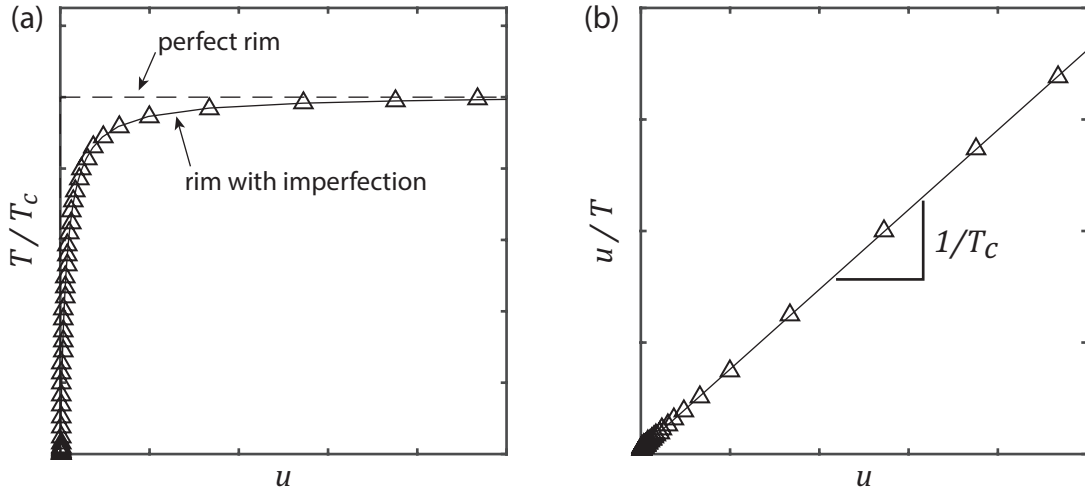 (a)
perfect rim
rim with imperfection
T / T_c
u
(b)
1/T_c
u / T
u